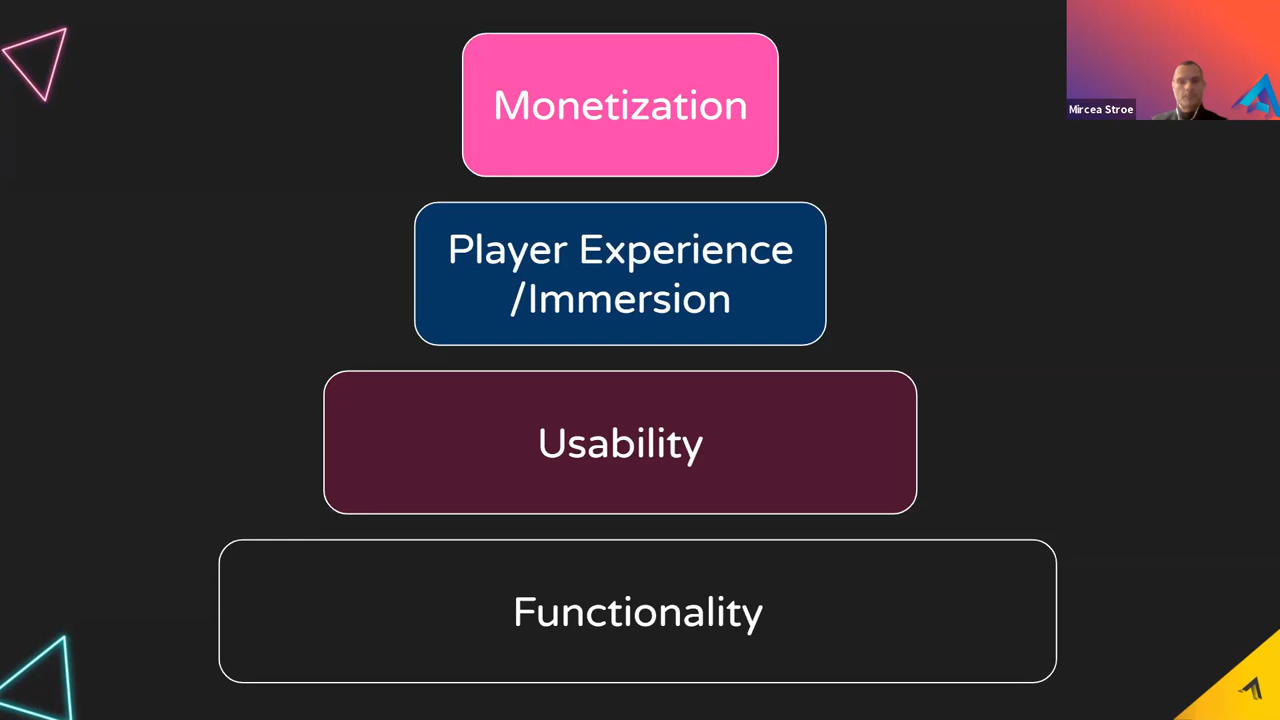 Monetization
Mircea Stroe
Player Experience
/Immersion
Usability
Functionality